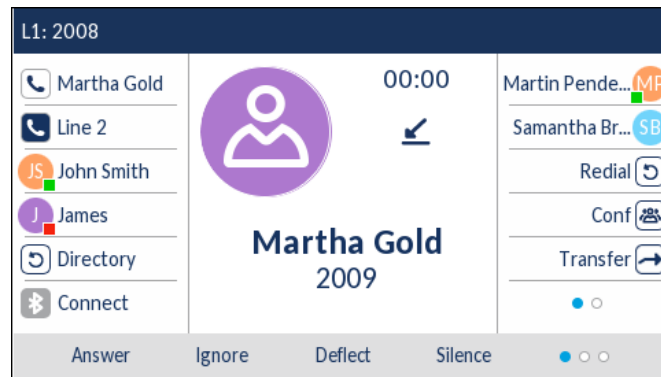 L1: 2008
Martha Gold
Line 2
JS John Smith
J James
Directory
Connect
00:00
Martha Gold
2009
Martin Pende... MP
Samantha Br... SB
Redial
Conf
Transfer
Answer Ignore Deflect Silence